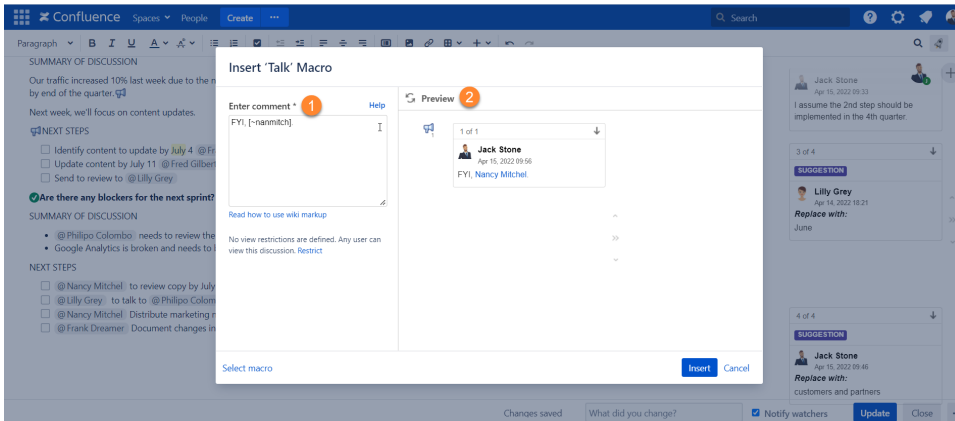 Confluence Spaces People Create ··· Search
Paragraph B I U A
SUMMARY OF DISCUSSION
Our traffic increased 10% last week due to the
by end of the quarter.
Next week, we'll focus on content updates.
NEXT STEPS
Identify content to update by July 4 @
Update content by July 11 @Fred Gilbert
Send to review to @Lilly Grey
Are there any blockers for the next sprint?
SUMMARY OF DISCUSSION
• @Philipo Colombo needs to review the
• Google Analytics is broken and needs to
NEXT STEPS
@Nancy Mitchel to review copy by July
@Lilly Grey to talk to @Philipo Colom
@Nancy Mitchel Distribute marketing
@Frank Dreamer Document changes in
Insert 'Talk' Macro
Enter comment * 1 Help
FYI, [~nanmitch].
Read how to use wiki markup
No view restrictions are defined. Any user can
view this discussion. Restrict
Preview 2
1
1 of 1
Jack Stone
Apr 15, 2022 09:56
FYI, Nancy Mitchel.
Select macro
Insert Cancel
Jack Stone
Apr 15, 2022 09:33
I assume the 2nd step should be
implemented in the 4th quarter.
3 of 4
SUGGESTION
Lilly Grey
Apr 14, 2022 18:21
Replace with:
June
4 of 4
SUGGESTION
Jack Stone
Apr 15, 2022 09:46
Replace with:
customers and partners
Changes saved What did you change? Notify watchers Update Close